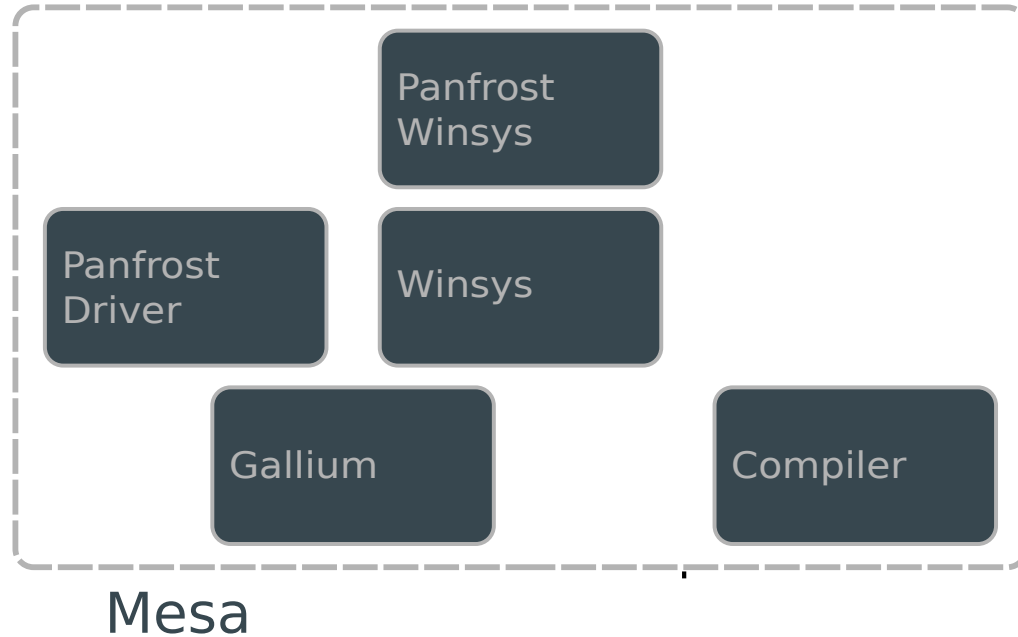 Panfrost
Winsys
Panfrost
Driver
Winsys
Gallium
Compiler
Mesa